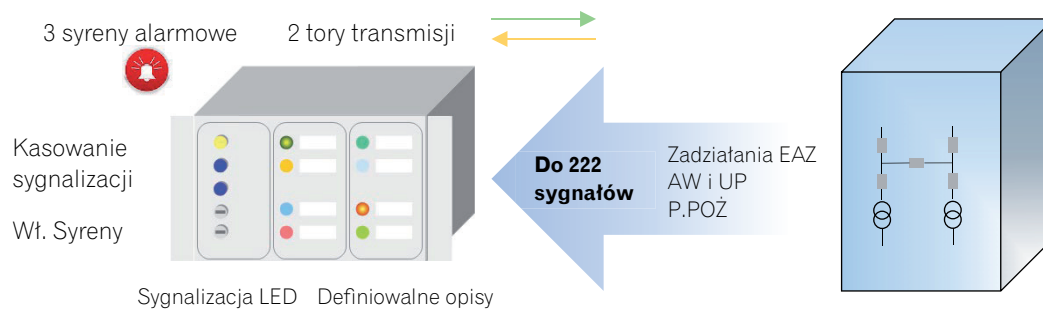 3 syreny alarmowe
2 tory transmisji
Kasowanie
sygnalizacji
Wł. Syreny
Do 222
sygnałów
Zadziałania EAZ
AW i UP
P.POŻ
Sygnalizacja LED
Definiowalne opisy